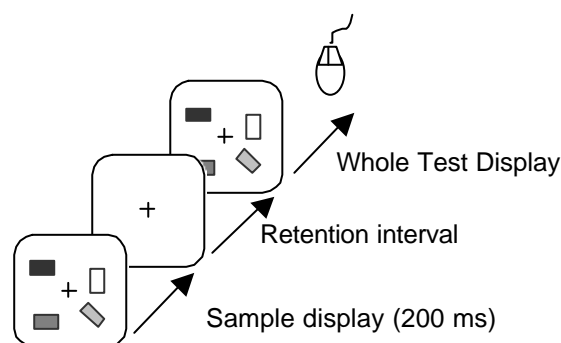 Whole Test Display
Retention interval
Sample display (200 ms)